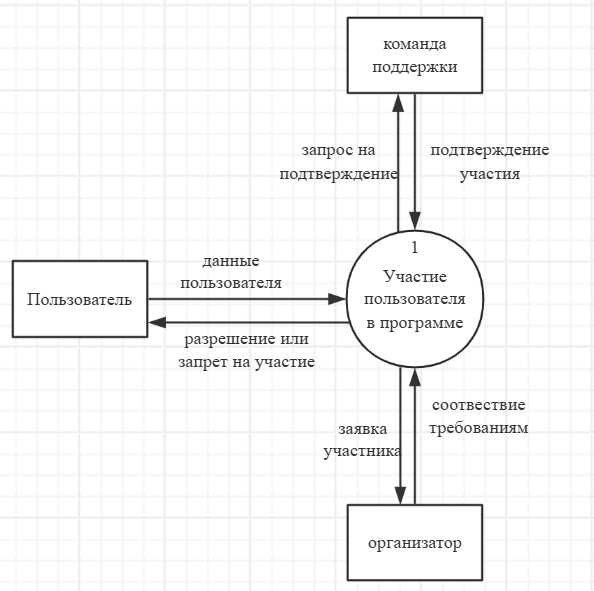 команда
поддержки
запрос на
подтверждение
подтверждение
участия
1
Участие
пользователя
в программе
данные
пользователя
Пользователь
разрешение или
запрет на участие
заявка
участника
соотвествие
требованиям
организатор